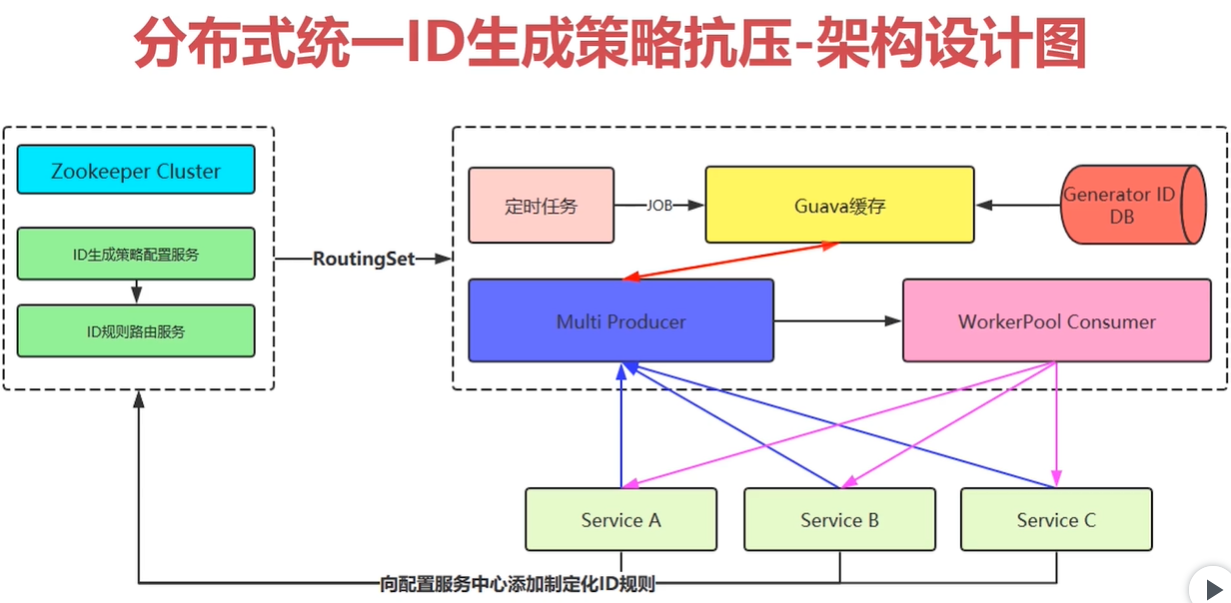 分布式统一ID生成策略抗压-架构设计图
Zookeeper Cluster
ID生成策略配置服务
ID规则路由服务
RoutingSet
定时任务
JOB
Guava缓存
Generator ID
DB
Multi Producer
WorkerPool Consumer
Service A
Service B
Service C
向配置服务中心添加制定化ID规则